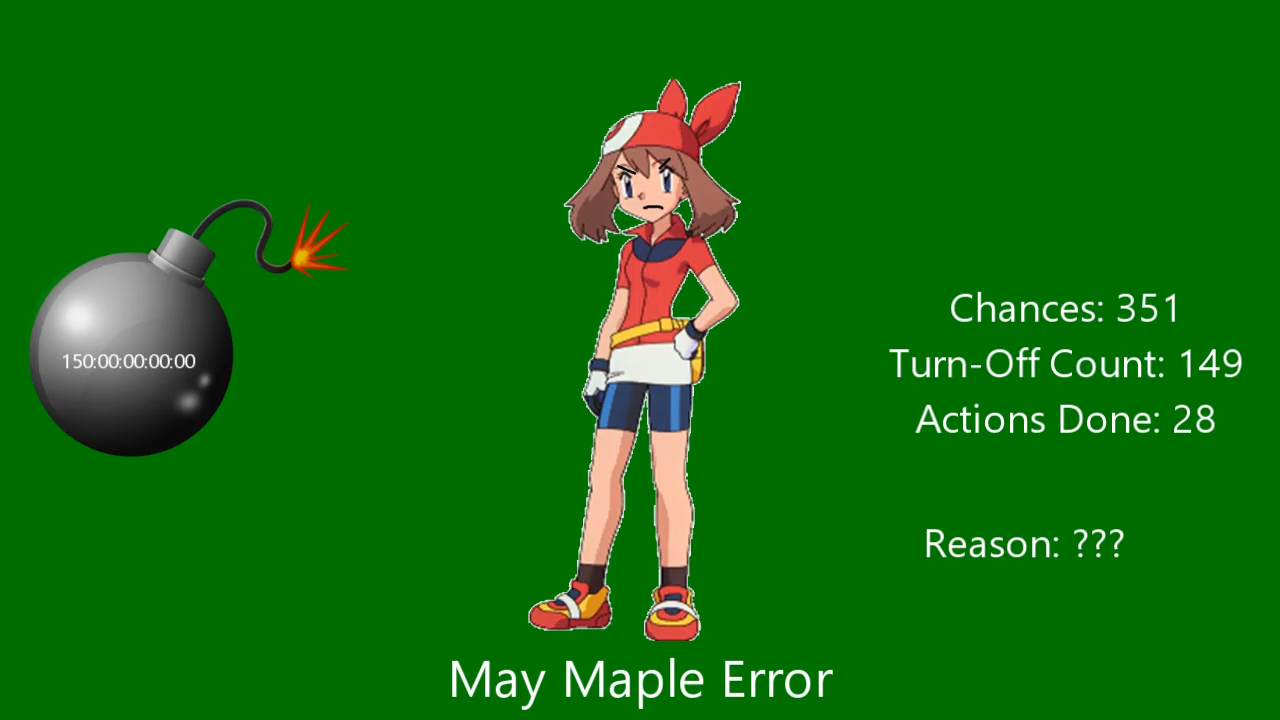 150:00:00:00:00
Chances: 351
Turn-Off Count: 149
Actions Done: 28
Reason: ???
May Maple Error